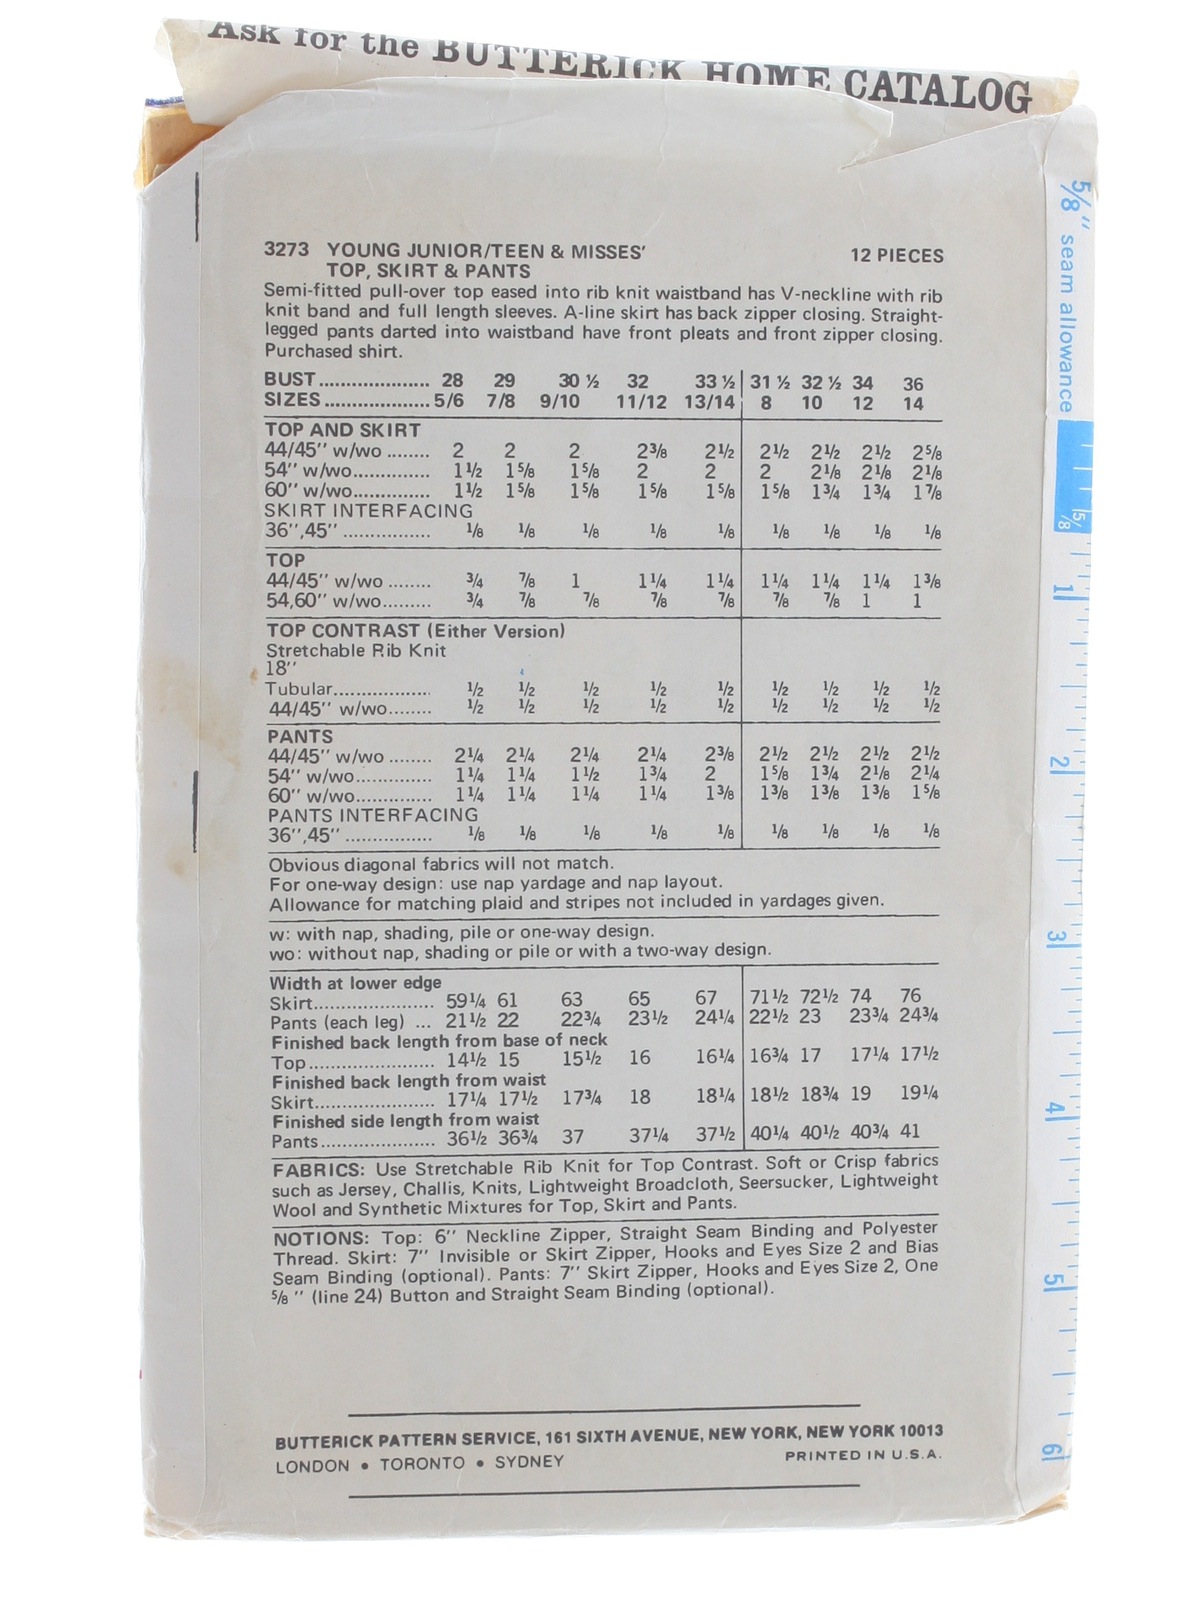 Ask for the BUTTERICK HOME CATALOG
5/8" seam allowance
3273 YOUNG JUNIOR/TEEN & MISSES' 12 PIECES
TOP, SKIRT & PANTS
Semi-fitted pull-over top eased into rib knit waistband has V-neckline with rib
knit band and full length sleeves. A-line skirt has back zipper closing. Straight-
legged pants darted into waistband have front pleats and front zipper closing.
Purchased shirt.
BUST .................... 28 29 30 ½ 32 33 ½ 31 ½ 32 ½ 34 36
SIZES ................... 5/6 7/8 9/10 11/12 13/14 8 10 12 14
TOP AND SKIRT
44/45" w/wo ........ 2 2 2 2⅜ 2½ 2½ 2½ 2½ 2⅝
54" w/wo.............. 1½ 1⅝ 1⅝ 2 2 2 2⅛ 2⅛ 2⅛
60" w/wo.............. 1½ 1⅝ 1⅝ 1⅝ 1⅝ 1⅝ 1¾ 1¾ 1⅞
SKIRT INTERFACING
36",45" ................ ⅛ ⅛ ⅛ ⅛ ⅛ ⅛ ⅛ ⅛ ⅛
TOP
44/45" w/wo ........ ¾ ⅞ 1 1¼ 1¼ 1¼ 1¼ 1¼ 1⅜
54,60" w/wo......... ¾ ⅞ ⅞ ⅞ ⅞ ⅞ ⅞ 1 1
TOP CONTRAST (Either Version)
Stretchable Rib Knit
18"
Tubular.................. ½ ½ ½ ½ ½ ½ ½ ½ ½
44/45" w/wo........ ½ ½ ½ ½ ½ ½ ½ ½ ½
PANTS
44/45" w/wo ........ 2¼ 2¼ 2¼ 2¼ 2⅜ 2½ 2½ 2½ 2½
54" w/wo.............. 1¼ 1¼ 1½ 1¾ 2 1⅝ 1¾ 2⅛ 2¼
60" w/wo.............. 1¼ 1¼ 1¼ 1¼ 1⅜ 1⅜ 1⅜ 1⅜ 1⅝
PANTS INTERFACING
36",45" ................ ⅛ ⅛ ⅛ ⅛ ⅛ ⅛ ⅛ ⅛ ⅛
Obvious diagonal fabrics will not match.
For one-way design: use nap yardage and nap layout.
Allowance for matching plaid and stripes not included in yardages given.
w: with nap, shading, pile or one-way design.
wo: without nap, shading or pile or with a two-way design.
Width at lower edge
Skirt...................... 59¼ 61 63 65 67 71½ 72½ 74 76
Pants (each leg) ... 21½ 22 22¾ 23½ 24¼ 22½ 23 23¾ 24¾
Finished back length from base of neck
Top....................... 14½ 15 15½ 16 16¼ 16¾ 17 17¼ 17½
Finished back length from waist
Skirt...................... 17¼ 17½ 17¾ 18 18¼ 18½ 18¾ 19 19¼
Finished side length from waist
Pants..................... 36½ 36¾ 37 37¼ 37½ 40¼ 40½ 40¾ 41
FABRICS: Use Stretchable Rib Knit for Top Contrast. Soft or Crisp fabrics
such as Jersey, Challis, Knits, Lightweight Broadcloth, Seersucker, Lightweight
Wool and Synthetic Mixtures for Top, Skirt and Pants.
NOTIONS: Top: 6" Neckline Zipper, Straight Seam Binding and Polyester
Thread. Skirt: 7" Invisible or Skirt Zipper, Hooks and Eyes Size 2 and Bias
Seam Binding (optional). Pants: 7" Skirt Zipper, Hooks and Eyes Size 2, One
⅝ " (line 24) Button and Straight Seam Binding (optional).
BUTTERICK PATTERN SERVICE, 161 SIXTH AVENUE, NEW YORK, NEW YORK 10013
LONDON • TORONTO • SYDNEY PRINTED IN U.S.A.
5/8
1
2
3
4
5
6